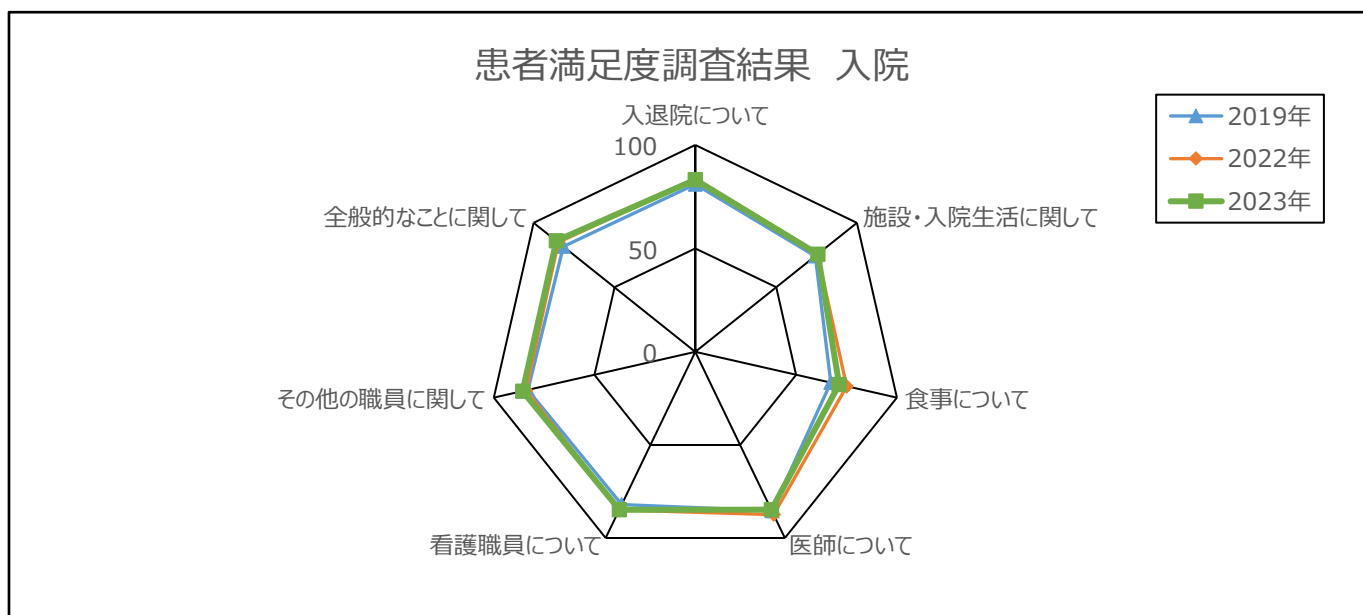 患者満足度調査結果 入院
入退院について
100
50
0
施設・入院生活に関して
食事について
医師について
看護職員について
その他の職員に関して
全般的なことに関して
2019年
2022年
2023年